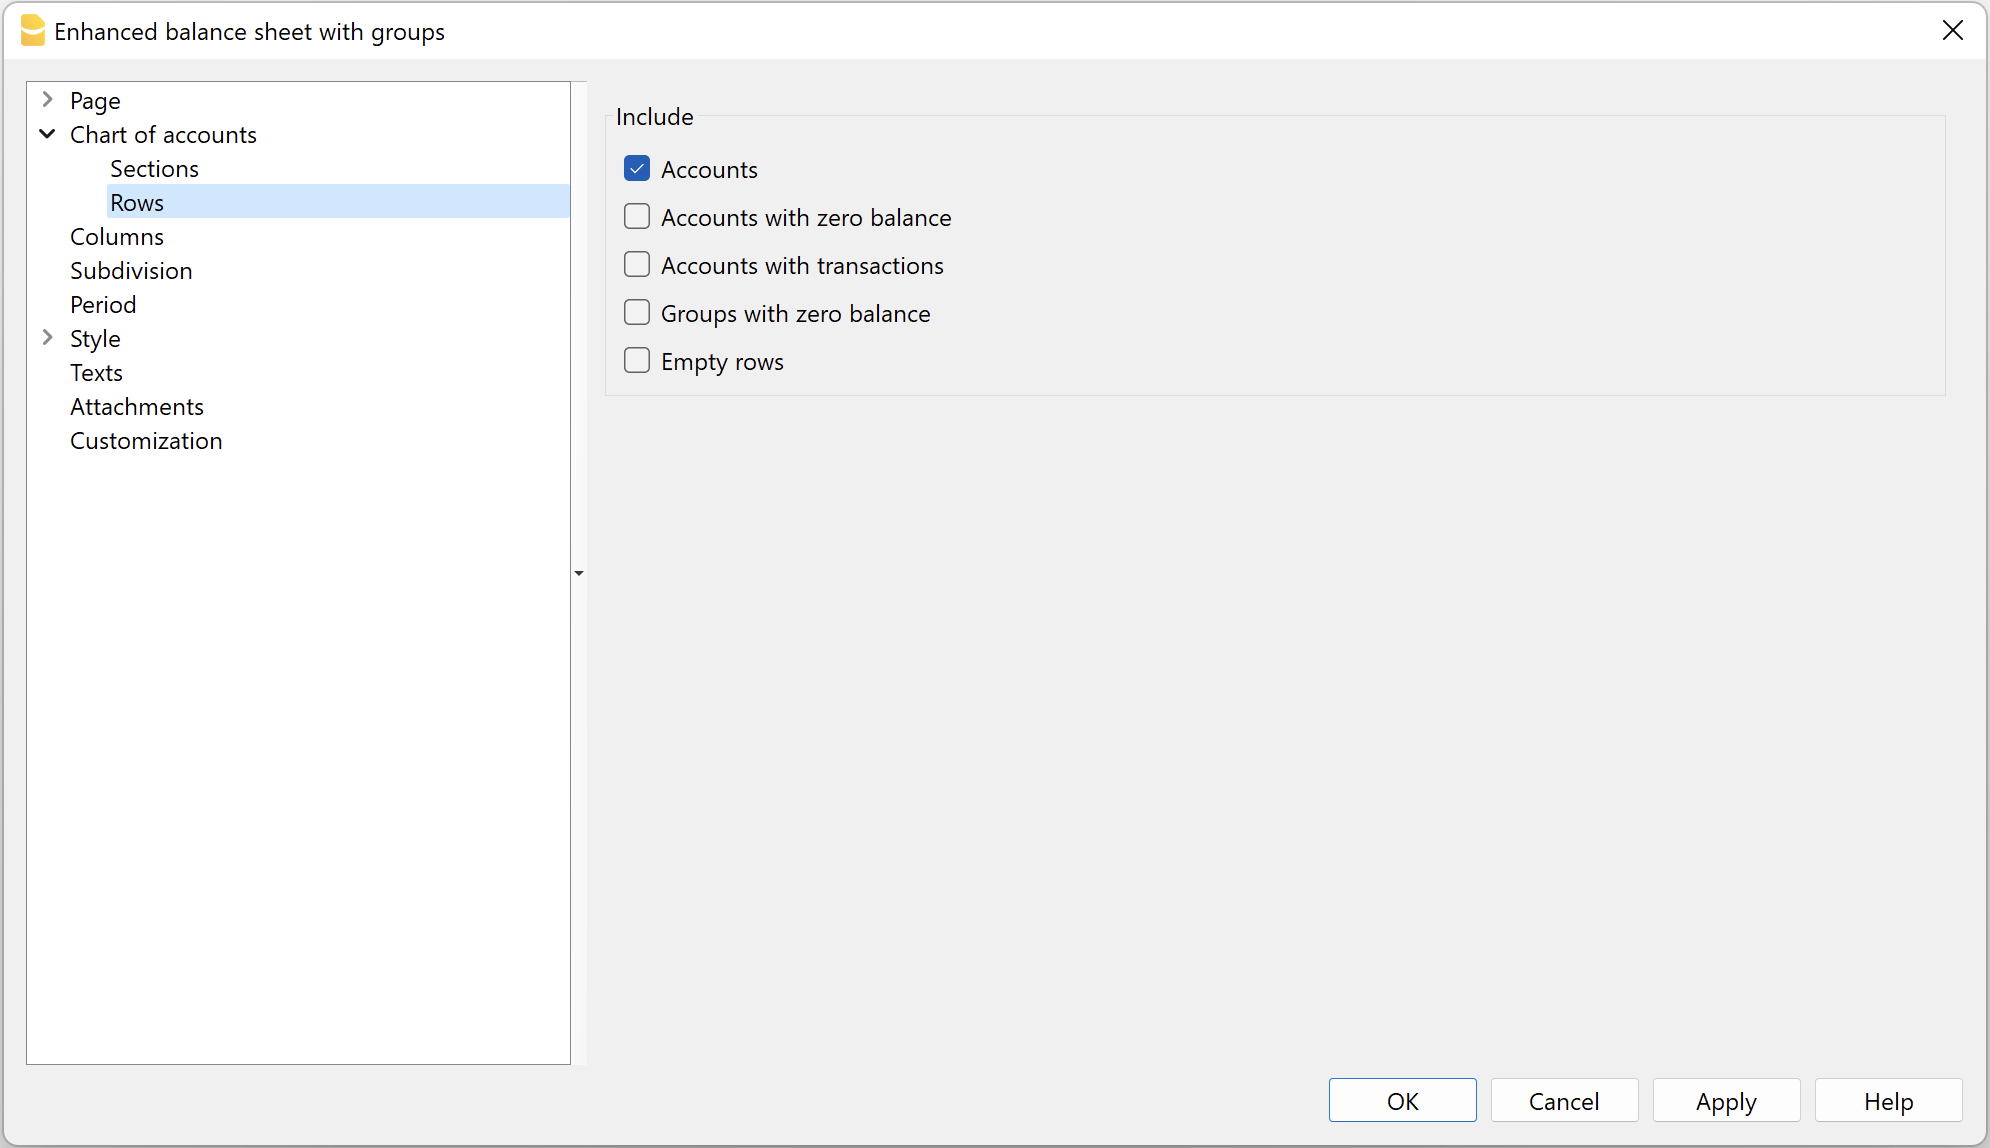 Enhanced balance sheet with groups
Page
Chart of accounts
Sections
Rows
Columns
Subdivision
Period
Style
Texts
Attachments
Customization
Include
Accounts
Accounts with zero balance
Accounts with transactions
Groups with zero balance
Empty rows
OK
Cancel
Apply
Help